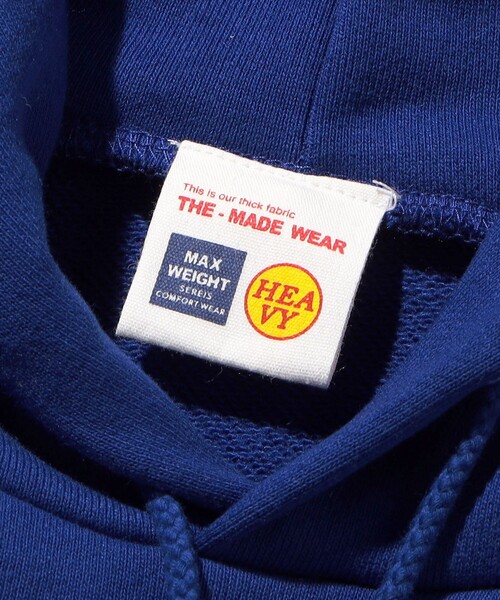 This is our thick fabric
THE - MADE WEAR
MAX
WEIGHT
SEREIS
COMFORT WEAR
HEA
VY